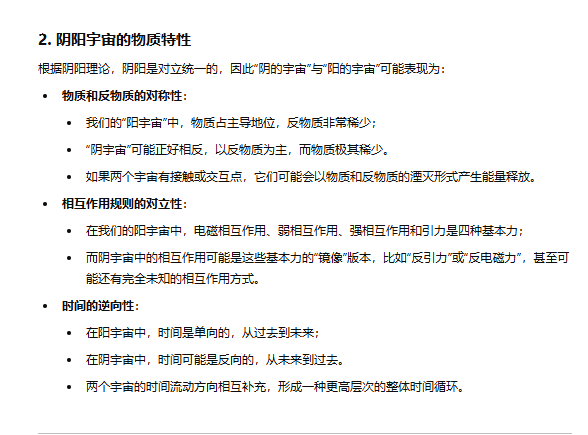 2. 阴阳宇宙的物质特性
根据阴阳理论，阴阳是对立统一的，因此“阴的宇宙”与“阳的宇宙”可能表现为：
• 物质和反物质的对称性：
• 我们的“阳宇宙”中，物质占主导地位，反物质非常稀少；
• “阴宇宙”可能正好相反，以反物质为主，而物质极其稀少。
• 如果两个宇宙有接触或交互点，它们可能会以物质和反物质的湮灭形式产生能量释放。
• 相互作用规则的对立性：
• 在我们的阳宇宙中，电磁相互作用、弱相互作用、强相互作用和引力是四种基本力；
• 而阴宇宙中的相互作用可能是这些基本力的“镜像”版本，比如“反引力”或“反电磁力”，甚至可
能还有完全未知的相互作用方式。
• 时间的逆向性：
• 在阳宇宙中，时间是单向的，从过去到未来；
• 在阴宇宙中，时间可能是反向的，从未来到过去。
• 两个宇宙的时间流动方向相互补充，形成一种更高层次的整体时间循环。